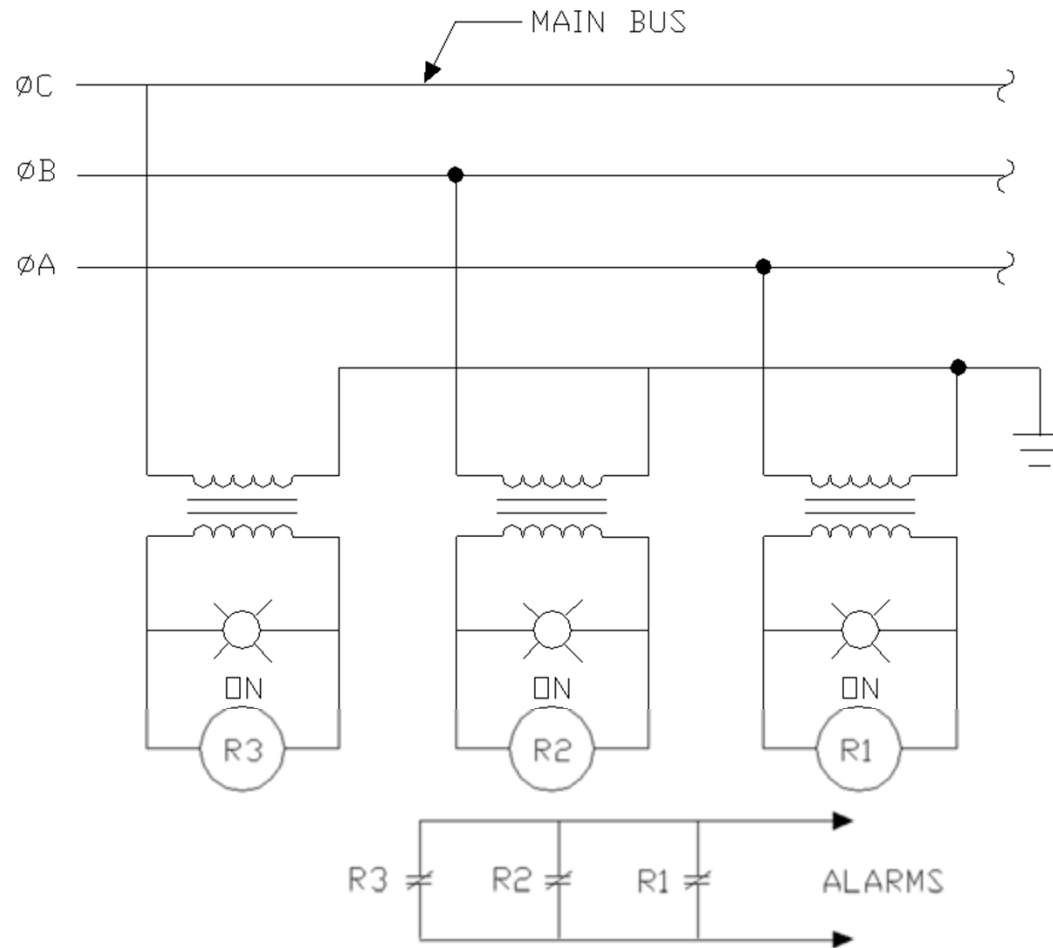 MAIN BUS
ØC
ØB
ØA
ON ON ON
R3 R2 R1
R3 R2 R1 ALARMS